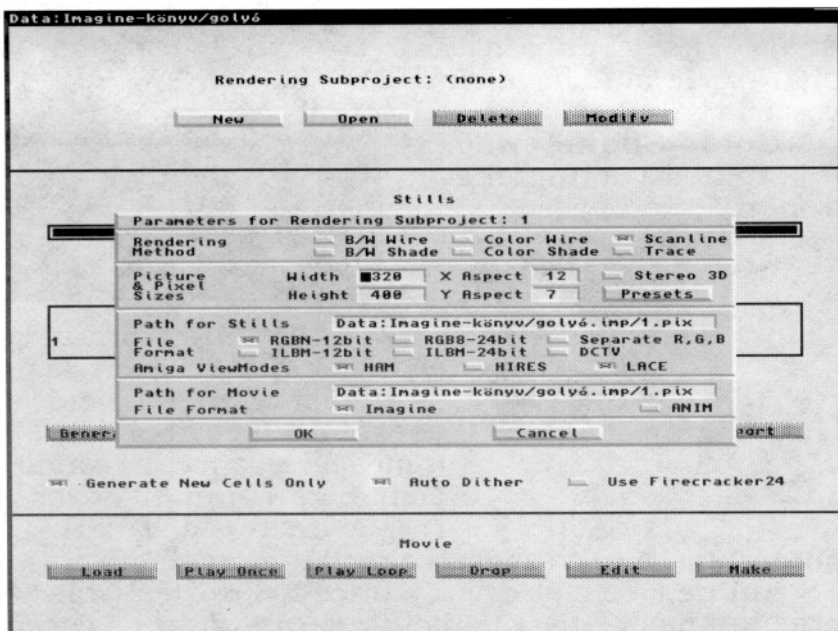 Data:Imagine-könyv/golyó
Rendering Subproject: (none)
New Open Delete Modify
Stills
Parameters for Rendering Subproject: 1
Rendering Method B/W Wire Color Wire Scanline
B/W Shade Color Shade Trace
Picture & Pixel Sizes Width 320 X Aspect 12 Stereo 3D
Height 400 Y Aspect 7 Presets
1
Path for Stills Data:Imagine-könyv/golyó.imp/1.pix
File Format RGBN-12bit RGB8-24bit Separate R,G,B
ILBM-12bit ILBM-24bit DCTV
Amiga ViewModes HAM HIRES LACE
Path for Movie Data:Imagine-könyv/golyó.imp/1.pix
File Format Imagine ANIM
Gener OK Cancel port
Generate New Cells Only Auto Dither Use Firecracker24
Movie
Load Play Once Play Loop Drop Edit Make